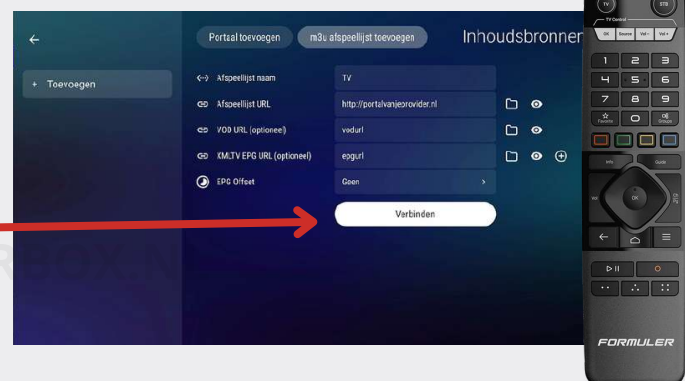 ←
Portaal toevoegen
m3u afspeellijst toevoegen
Inhoudsbronnen
+ Toevoegen
Afspeellijst naam
TV
Afspeellijst URL
http://portalvanjeprovider.nl
VOD URL (optioneel)
vodurl
XMLTV EPG URL (optioneel)
epgurl
EPG Offset
Geen >
Verbinden
TV
STB
TV Control
OK Source Vol- Vol+
1 2 3
4 5 6
7 8 9
Favorite 0 Groups
Info Guide
Vol OK
FORMULER